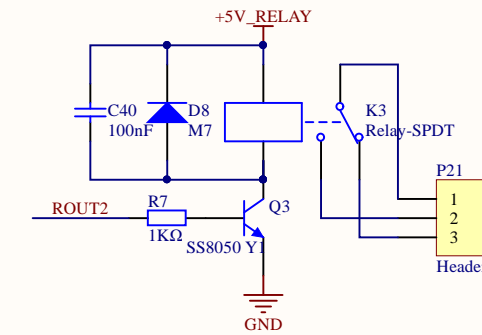 +5V_RELAY
C40
100nF
D8
M7
K3
Relay-SPDT
P21
1
2
3
Heade
ROUT2
R7
1KΩ
Q3
SS8050 Y1
GND